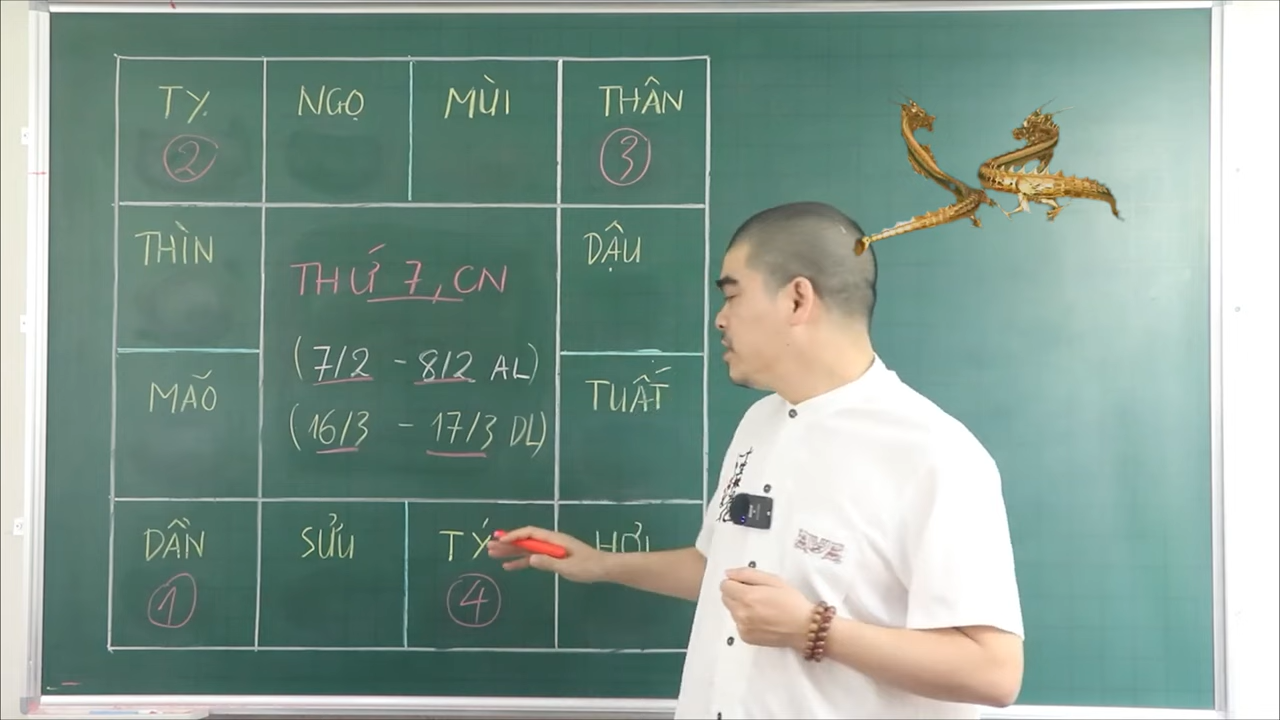 TỴ
NGỌ
MÙI
THÂN
2
3
THÌN
DẬU
THỨ 7, CN
(7/2 - 8/2 AL)
MÃO
TUẤT
(16/3 - 17/3 DL)
DẦN
SỬU
TÝ
HỢI
1
4